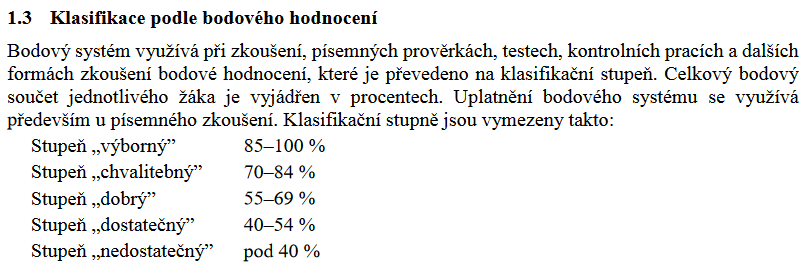 1.3 Klasifikace podle bodového hodnocení
Bodový systém využívá při zkoušení, písemných prověrkách, testech, kontrolních pracích a dalších
formách zkoušení bodové hodnocení, které je převedeno na klasifikační stupeň. Celkový bodový
součet jednotlivého žáka je vyjádřen v procentech. Uplatnění bodového systému se využívá
především u písemného zkoušení. Klasifikační stupně jsou vymezeny takto:
Stupeň „výborný” 85–100 %
Stupeň „chvalitebný” 70–84 %
Stupeň „dobrý” 55–69 %
Stupeň „dostatečný” 40–54 %
Stupeň „nedostatečný” pod 40 %